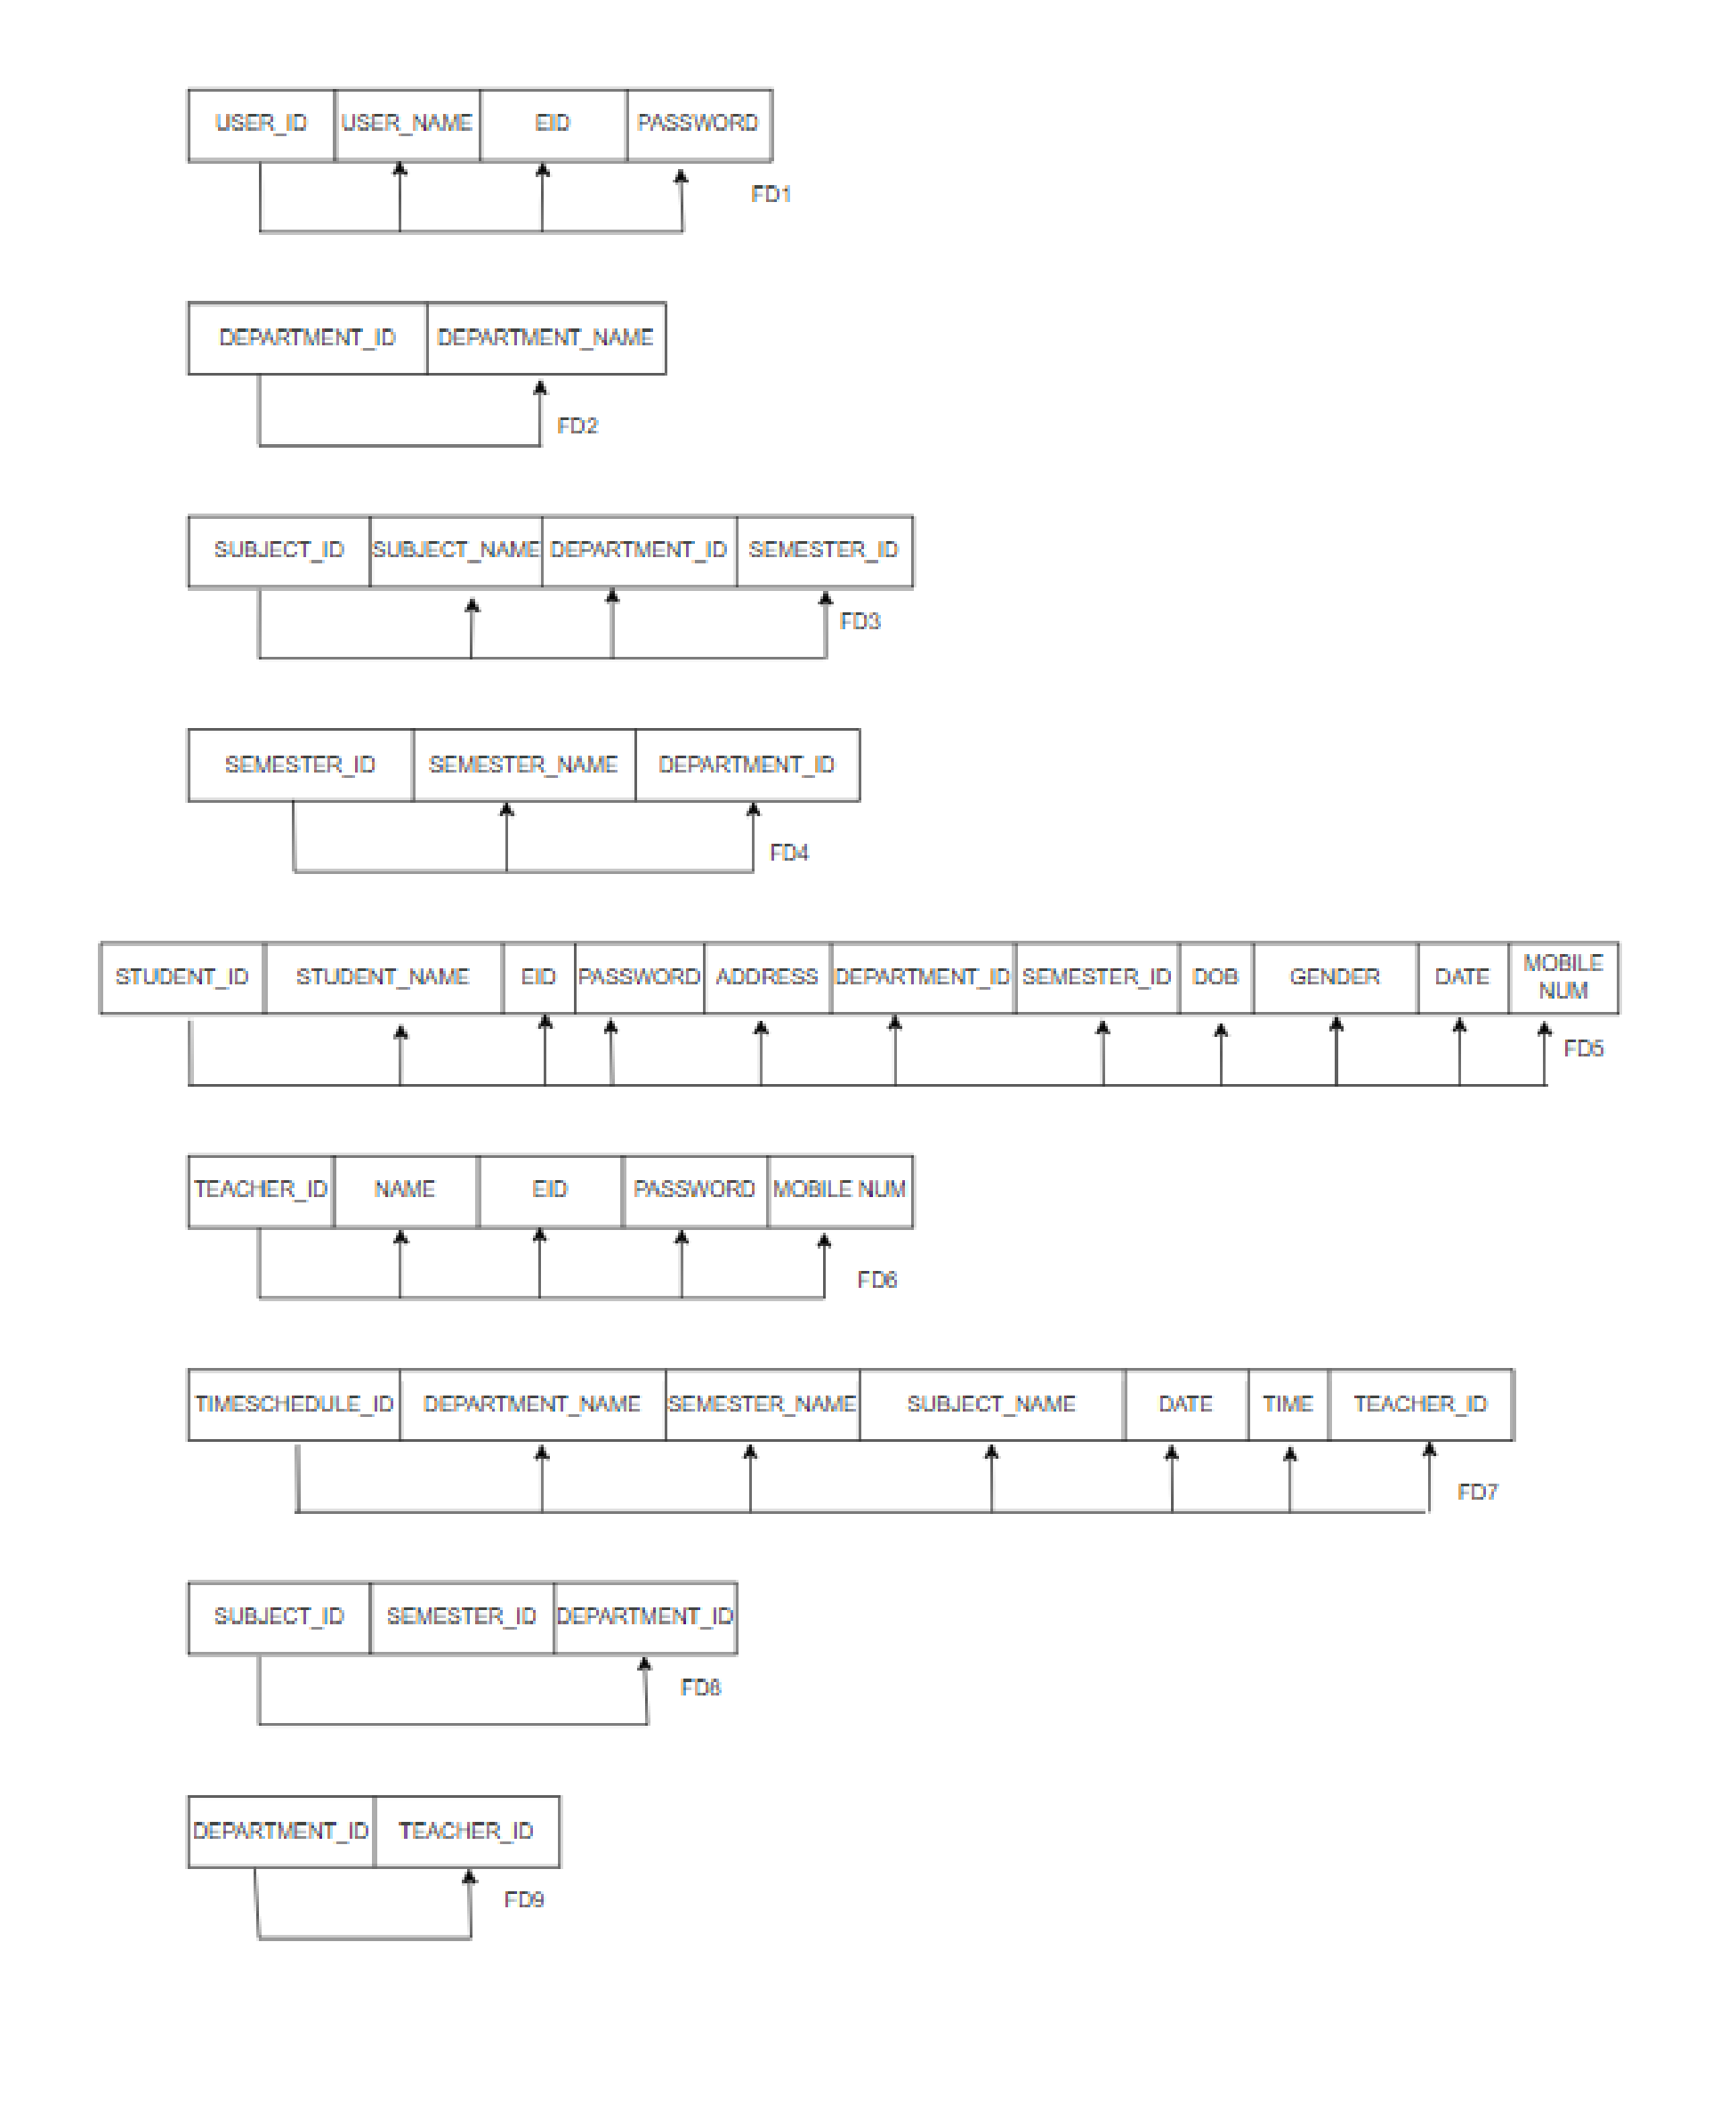 USER_ID USER_NAME EID PASSWORD
FD1
DEPARTMENT_ID DEPARTMENT_NAME
FD2
SUBJECT_ID SUBJECT_NAME DEPARTMENT_ID SEMESTER_ID
FD3
SEMESTER_ID SEMESTER_NAME DEPARTMENT_ID
FD4
STUDENT_ID STUDENT_NAME EID PASSWORD ADDRESS DEPARTMENT_ID SEMESTER_ID DOB GENDER DATE MOBILE NUM
FD5
TEACHER_ID NAME EID PASSWORD MOBILE NUM
FD6
TIMESCHEDULE_ID DEPARTMENT_NAME SEMESTER_NAME SUBJECT_NAME DATE TIME TEACHER_ID
FD7
SUBJECT_ID SEMESTER_ID DEPARTMENT_ID
FD8
DEPARTMENT_ID TEACHER_ID
FD9